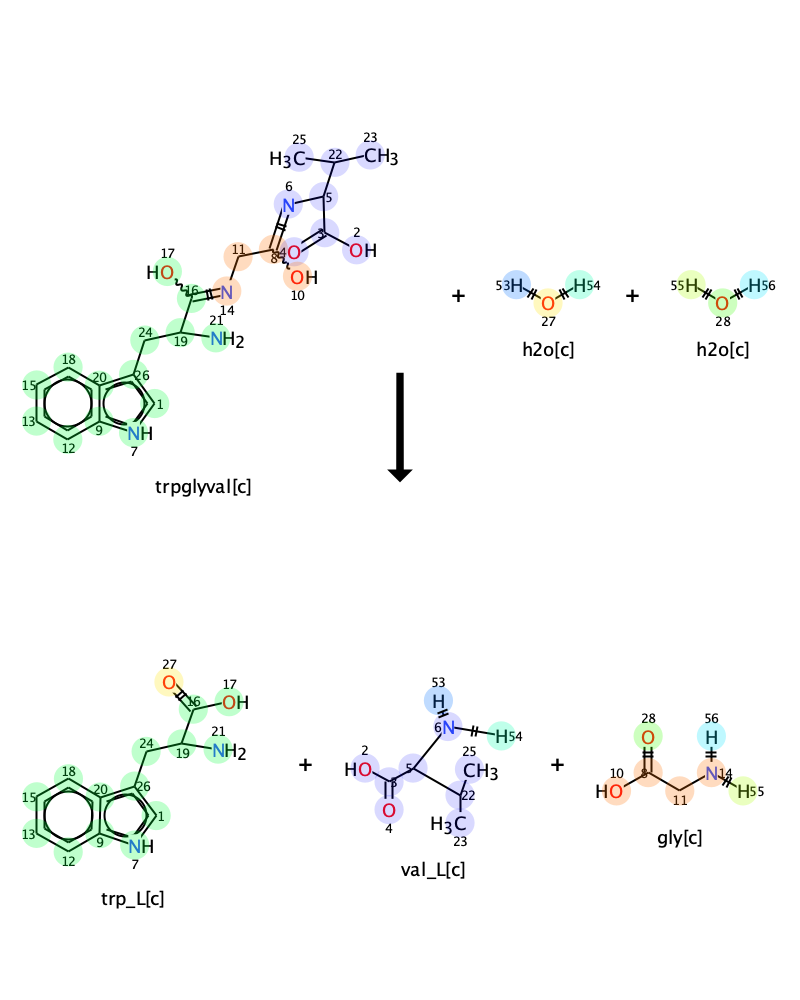 25 23
H3C 22 CH3
6
N 5
17 3 2
HO 11 8 4 O OH
16 N OH
14 10
21
24 19 NH2
18 26
15 20 1
13 9 NH
12 7
trpglyval[c]
+
53 H H 54
O
27
h2o[c]
+
55 H H 56
O
28
h2o[c]
27
O 17
16 OH
21
24 19 NH2
18 26
15 20 1
13 9 NH
12 7
trp_L[c]
+
53
H
6 N H 54
2 5 25
HO 3 CH3
O 22
4 H3C
23
val_L[c]
+
28 56
O H
10 8 N 14
HO 11 H 55
gly[c]